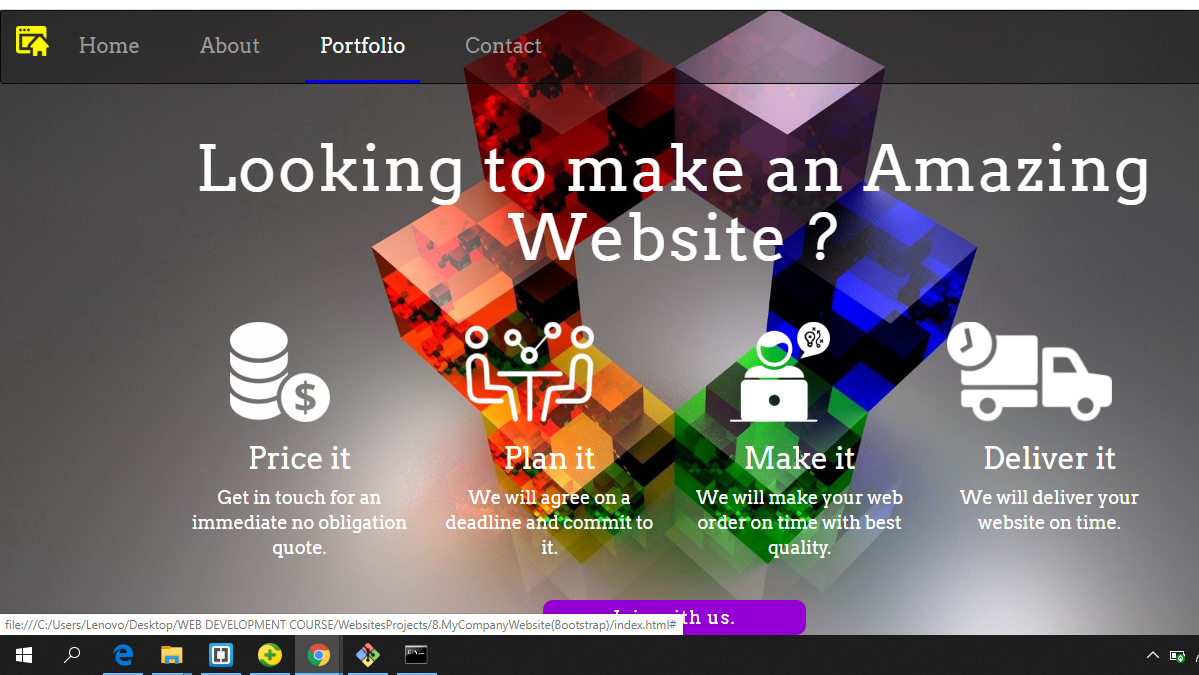 Home About Portfolio Contact
Looking to make an Amazing
Website ?
$
Price it Plan it Make it Deliver it
Get in touch for an
immediate no obligation
quote.
We will agree on a
deadline and commit to
it.
We will make your web
order on time with best
quality.
We will deliver your
website on time.
us.
file:///C:/Users/Lenovo/Desktop/WEB DEVELOPMENT COURSE/WebsitesProjects/8.MyCompanyWebsite(Bootstrap)/index.html#